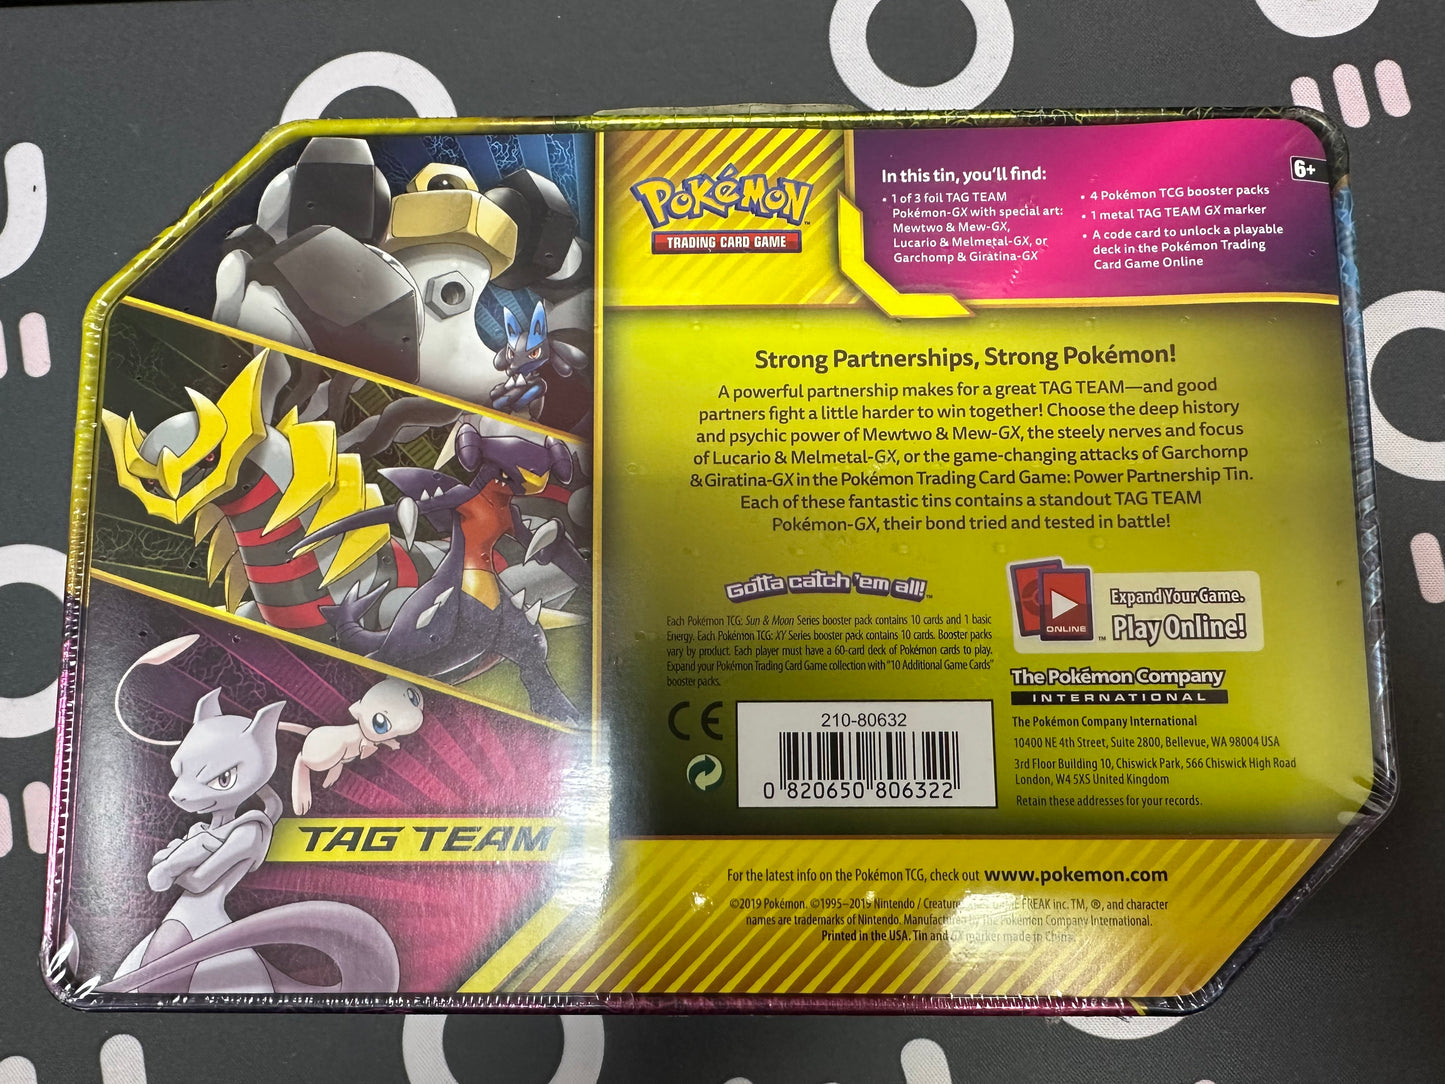 POKéMON
TRADING CARD GAME
In this tin, you'll find:
• 1 of 3 foil TAG TEAM
Pokémon-GX with special art:
Mewtwo & Mew-GX,
Lucario & Melmetal-GX, or
Garchomp & Giratina-GX
• 4 Pokémon TCG booster packs
• 1 metal TAG TEAM GX marker
• A code card to unlock a playable
deck in the Pokémon Trading
Card Game Online
6+
Strong Partnerships, Strong Pokémon!
A powerful partnership makes for a great TAG TEAM—and good
partners fight a little harder to win together! Choose the deep history
and psychic power of Mewtwo & Mew-GX, the steely nerves and focus
of Lucario & Melmetal-GX, or the game-changing attacks of Garchomp
& Giratina-GX in the Pokémon Trading Card Game: Power Partnership Tin.
Each of these fantastic tins contains a standout TAG TEAM
Pokémon-GX, their bond tried and tested in battle!
Gotta catch 'em all!™
Each Pokémon TCG: Sun & Moon Series booster pack contains 10 cards and 1 basic
Energy. Each Pokémon TCG: XY Series booster pack contains 10 cards. Booster packs
vary by product. Each player must have a 60-card deck of Pokémon cards to play.
Expand your Pokémon Trading Card Game collection with "10 Additional Game Cards"
booster packs.
CE
210-80632
0 820650 806322
ONLINE
™
Expand Your Game.
Play Online!
The Pokémon Company
INTERNATIONAL
The Pokémon Company International
10400 NE 4th Street, Suite 2800, Bellevue, WA 98004 USA
3rd Floor Building 10, Chiswick Park, 566 Chiswick High Road
London, W4 5XS United Kingdom
Retain these addresses for your records.
TAG TEAM
For the latest info on the Pokémon TCG, check out www.pokemon.com
©2019 Pokémon. ©1995–2019 Nintendo / Creatures FREAK inc. TM, ®, and character
names are trademarks of Nintendo. Manufactured by The Pokémon Company International.
Printed in the USA. Tin and GX marker made in China.